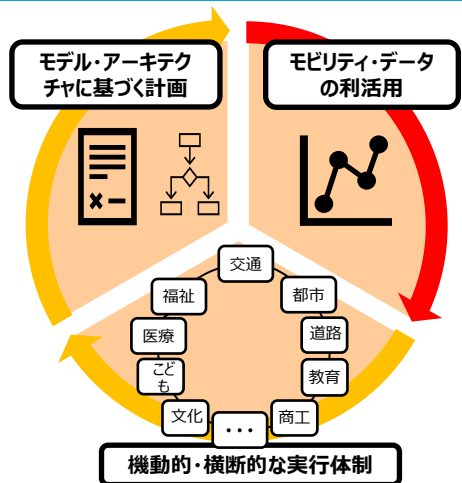 モデル・アーキテク
チャに基づく計画
モビリティ・データ
の利活用
交通
福祉
都市
医療
道路
こど
も
教育
文化
商工
・・・
機動的・横断的な実行体制